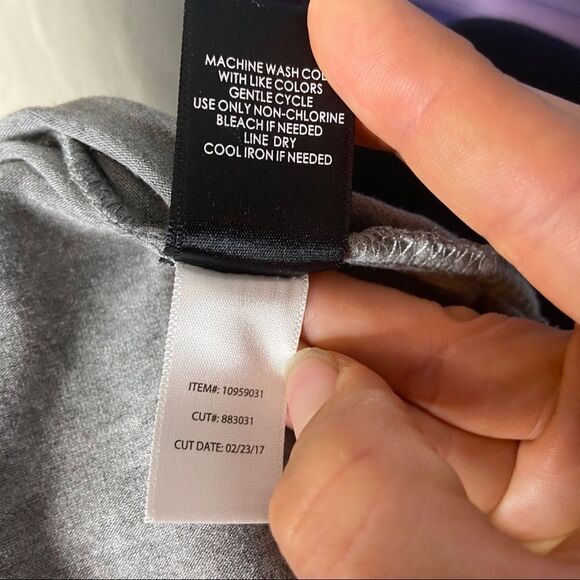 MACHINE WASH COL
WITH LIKE COLORS
GENTLE CYCLE
USE ONLY NON-CHLORINE
BLEACH IF NEEDED
LINE DRY
COOL IRON IF NEEDED
ITEM#: 10959031
CUT#: 883031
CUT DATE: 02/23/17